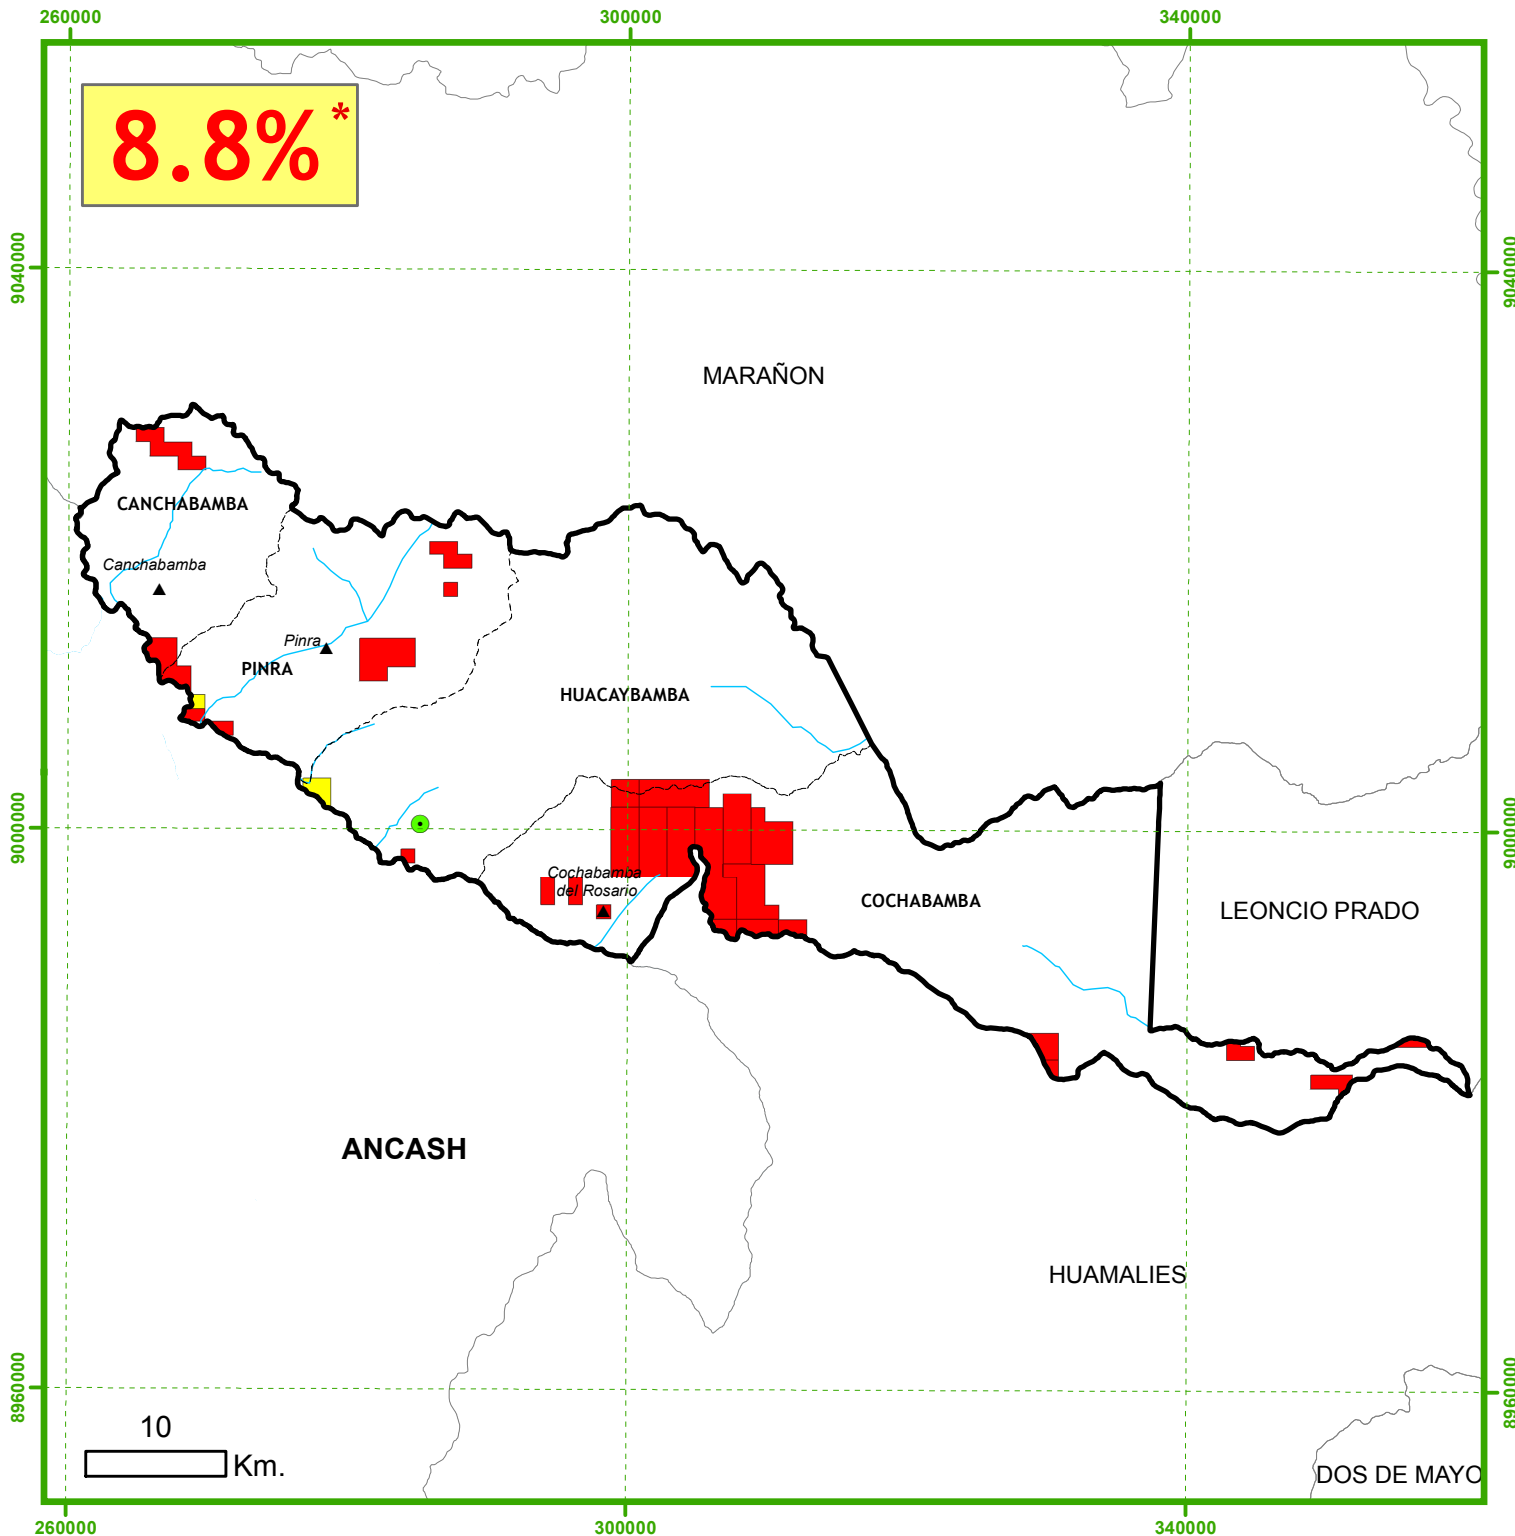 260000
300000
340000
8.8%*
9040000
9040000
MARAÑON
CANCHABAMBA
Canchabamba
Pinra
PINRA
HUACAYBAMBA
9000000
9000000
Cochabamba
del Rosario
COCHABAMBA
LEONCIO PRADO
ANCASH
HUAMALIES
8960000
8960000
10
Km.
DOS DE MAYO
260000
300000
340000